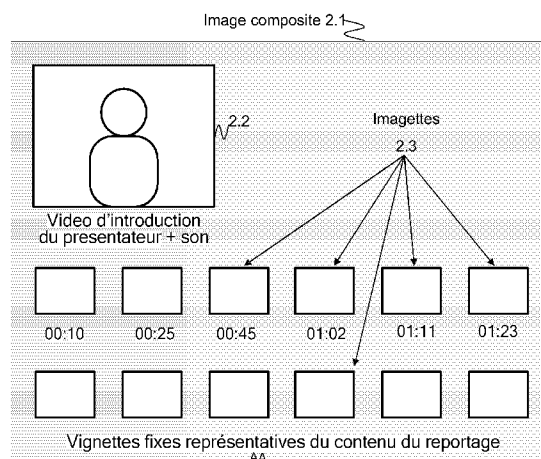 Image composite 2.1
2.2
Imagettes
2.3
Video d'introduction
du presentateur + son
00:10 00:25 00:45 01:02 01:11 01:23
Vignettes fixes représentatives du contenu du reportage
AA